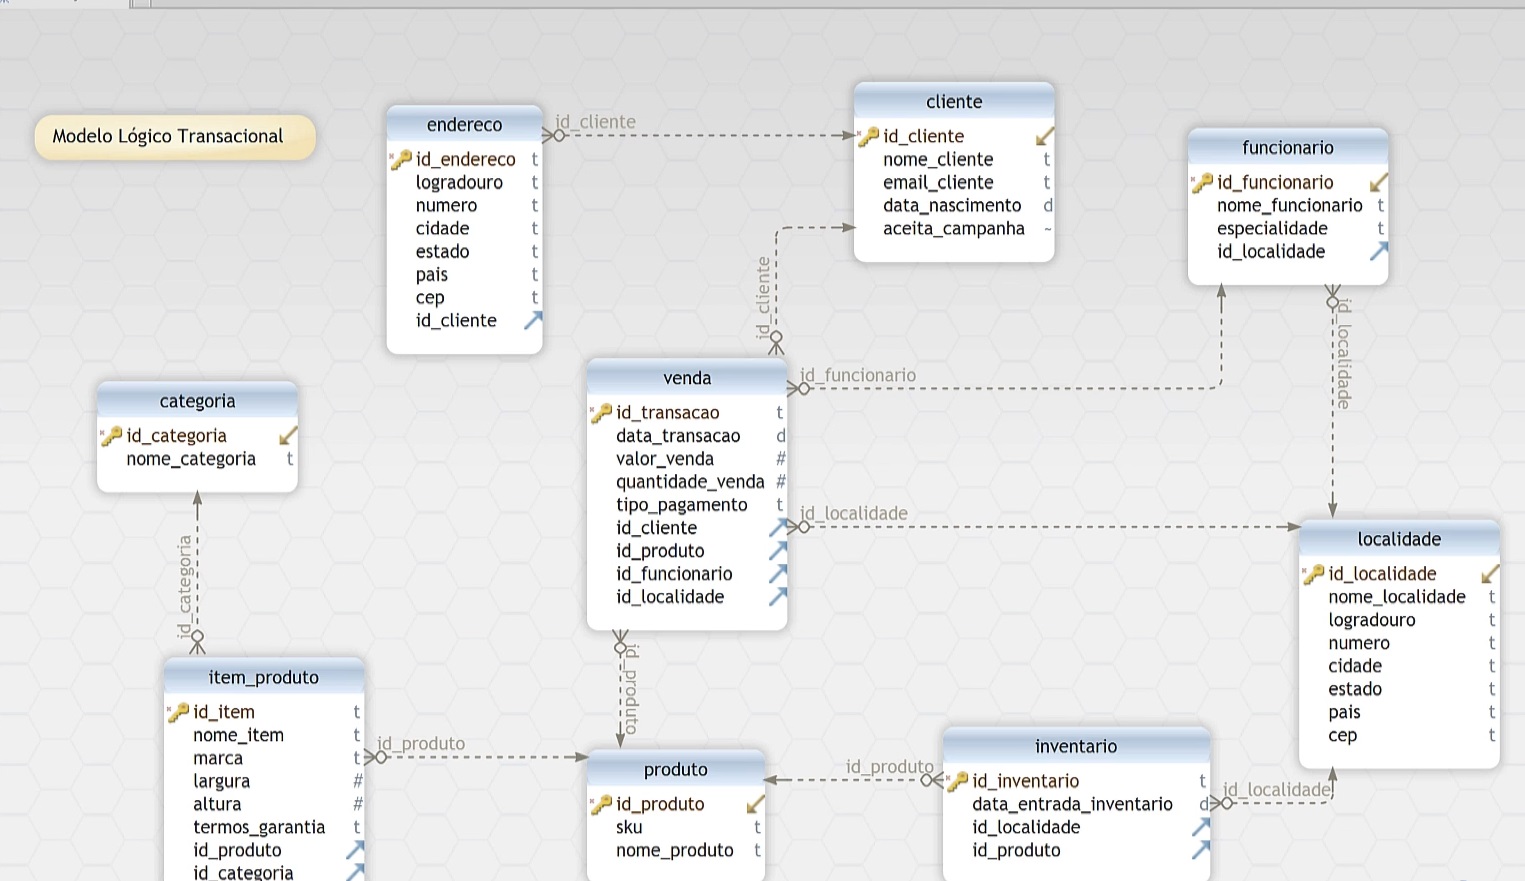 Modelo Lógico Transacional
endereco
id_endereco t
logradouro t
numero t
cidade t
estado t
pais t
cep t
id_cliente
id_cliente
cliente
id_cliente
nome_cliente t
email_cliente t
data_nascimento d
aceita_campanha ~
funcionario
id_funcionario
nome_funcionario t
especialidade t
id_localidade
id_cliente
id_funcionario
id_localidade
categoria
id_categoria
nome_categoria t
venda
id_transacao t
data_transacao d
valor_venda #
quantidade_venda #
tipo_pagamento t
id_cliente
id_produto
id_funcionario
id_localidade
id_localidade
localidade
id_localidade
nome_localidade t
logradouro t
numero t
cidade t
estado t
pais t
cep t
id_categoria
item_produto
id_item t
nome_item t
marca t
largura #
altura #
termos_garantia t
id_produto
id_categoria
id_produto
id_produto
produto
id_produto
sku t
nome_produto t
id_produto
inventario
id_inventario t
data_entrada_inventario d
id_localidade
id_produto
id_localidade